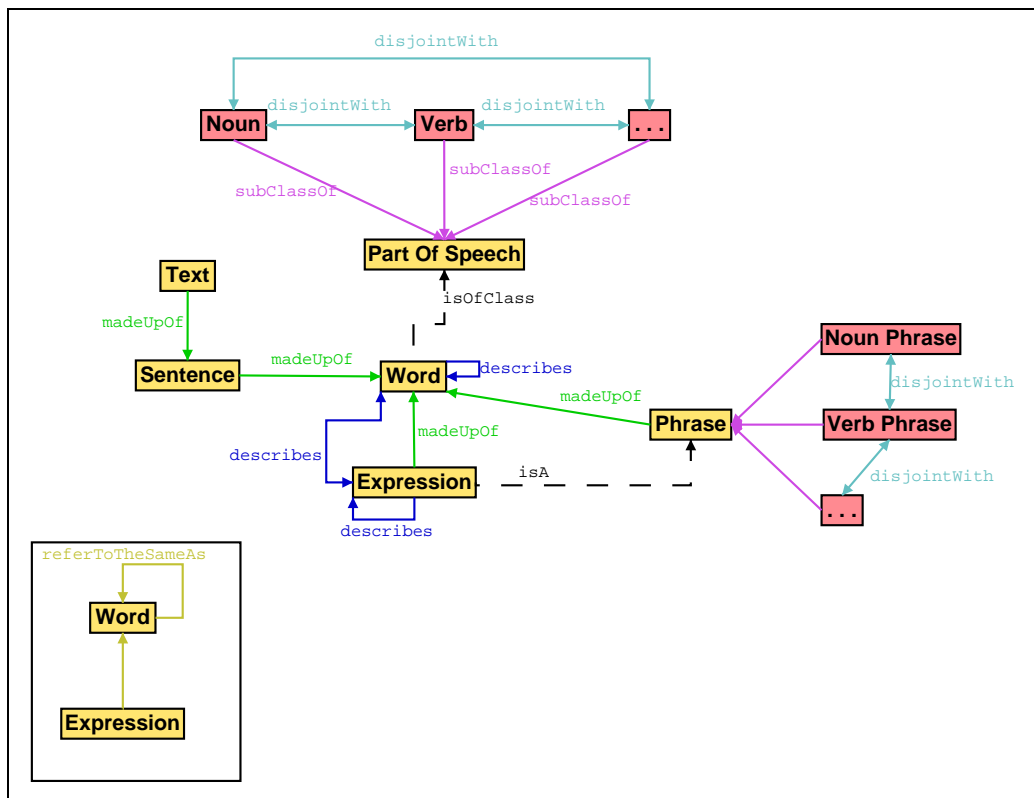 disjointWith
disjointWith
disjointWith
Noun
Verb
...
subClassOf
subClassOf
subClassOf
Part Of Speech
Text
isOfClass
madeUpOf
Noun Phrase
madeUpOf
Sentence
Word
describes
disjointWith
madeUpOf
Phrase
Verb Phrase
madeUpOf
describes
isA
disjointWith
Expression
...
describes
referToTheSameAs
Word
Expression